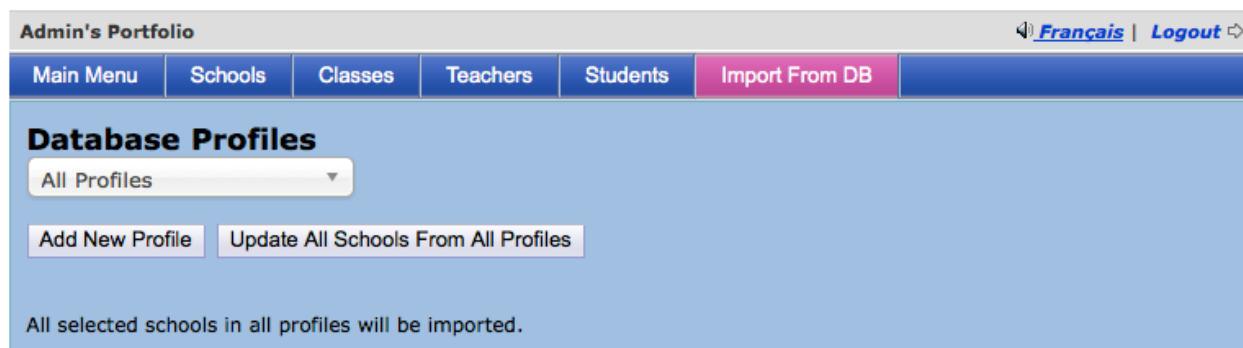 Admin's Portfolio Français | Logout
Main Menu Schools Classes Teachers Students Import From DB
Database Profiles
All Profiles
Add New Profile Update All Schools From All Profiles
All selected schools in all profiles will be imported.